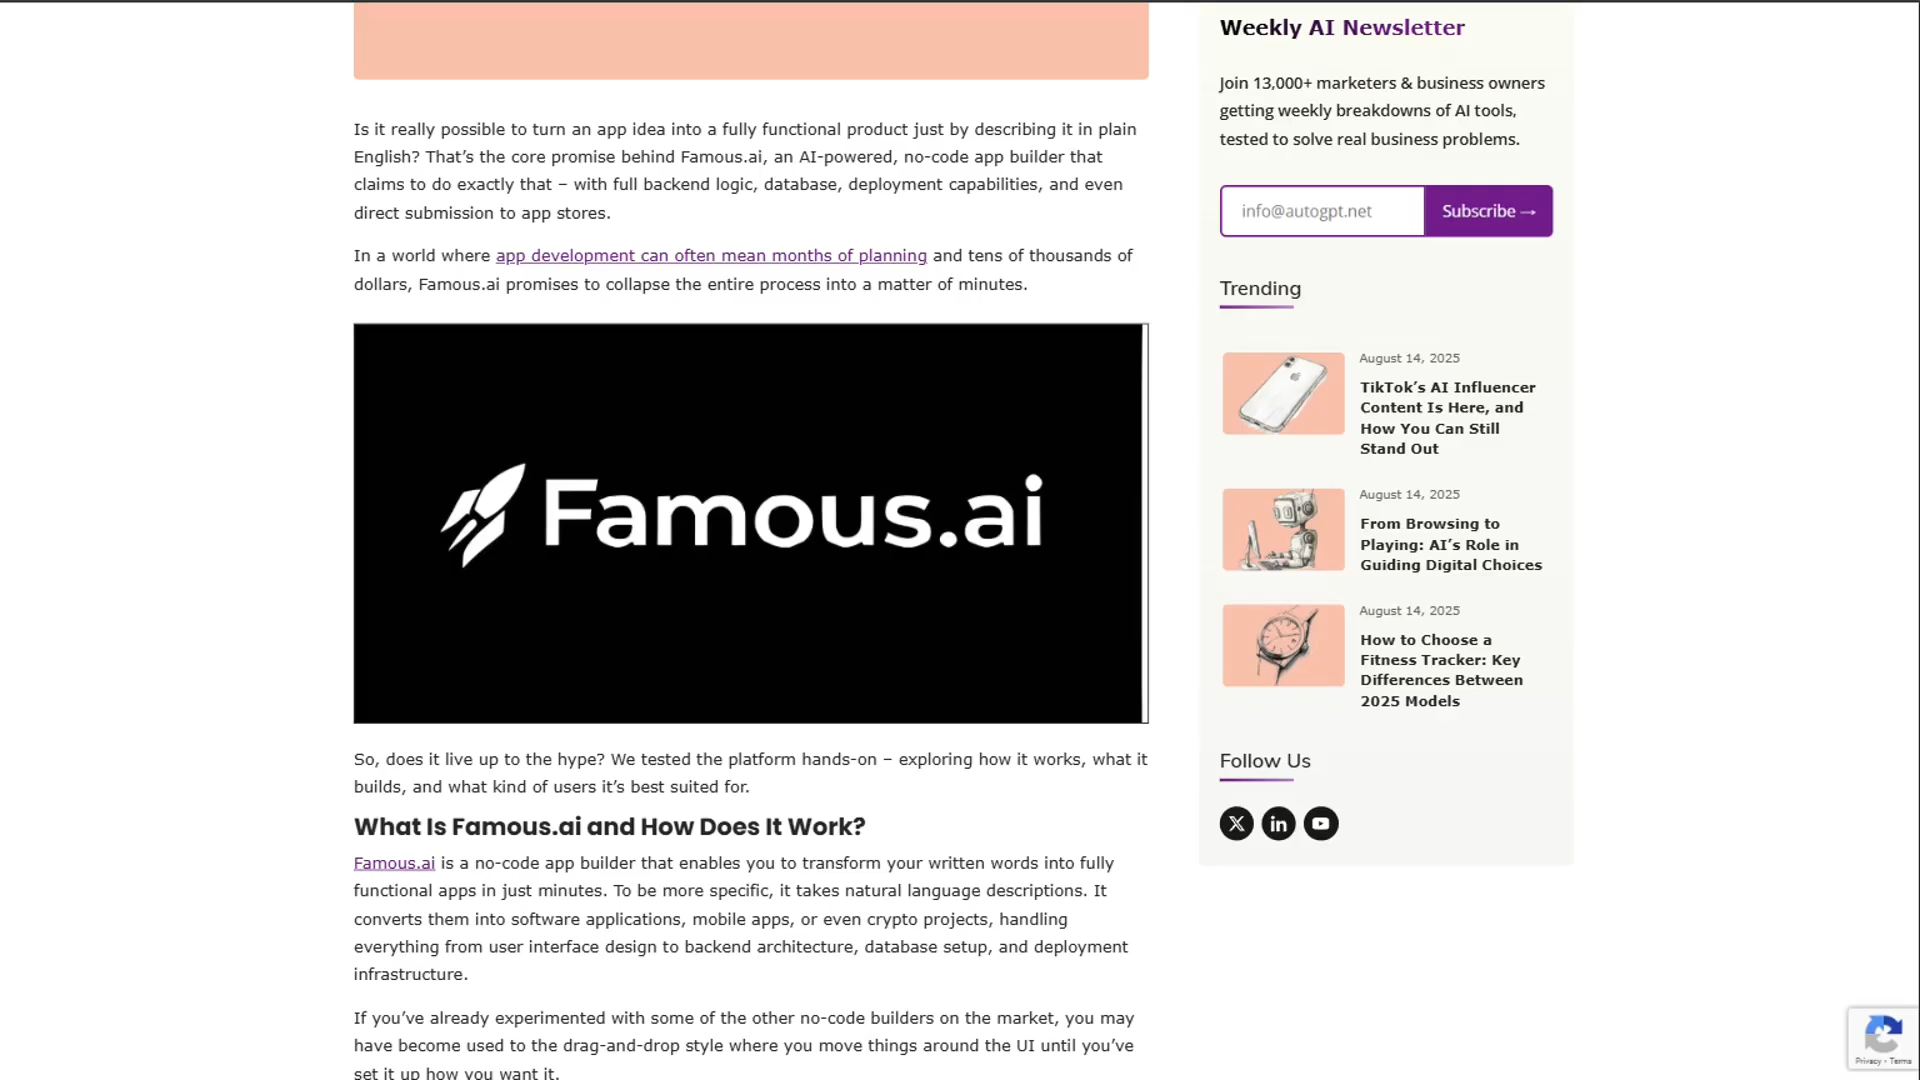 Is it really possible to turn an app idea into a fully functional product just by describing it in plain
English? That’s the core promise behind Famous.ai, an AI-powered, no-code app builder that
claims to do exactly that – with full backend logic, database, deployment capabilities, and even
direct submission to app stores.
In a world where app development can often mean months of planning and tens of thousands of
dollars, Famous.ai promises to collapse the entire process into a matter of minutes.
Famous.ai
So, does it live up to the hype? We tested the platform hands-on – exploring how it works, what it
builds, and what kind of users it’s best suited for.
What Is Famous.ai and How Does It Work?
Famous.ai is a no-code app builder that enables you to transform your written words into fully
functional apps in just minutes. To be more specific, it takes natural language descriptions. It
converts them into software applications, mobile apps, or even crypto projects, handling
everything from user interface design to backend architecture, database setup, and deployment
infrastructure.
If you’ve already experimented with some of the other no-code builders on the market, you may
have become used to the drag-and-drop style where you move things around the UI until you’ve
set it up how you want it.
Weekly AI Newsletter
Join 13,000+ marketers & business owners
getting weekly breakdowns of AI tools,
tested to solve real business problems.
info@autogpt.net
Subscribe →
Trending
August 14, 2025
TikTok’s AI Influencer
Content Is Here, and
How You Can Still
Stand Out
August 14, 2025
From Browsing to
Playing: AI’s Role in
Guiding Digital Choices
August 14, 2025
How to Choose a
Fitness Tracker: Key
Differences Between
2025 Models
Follow Us
Privacy - Terms